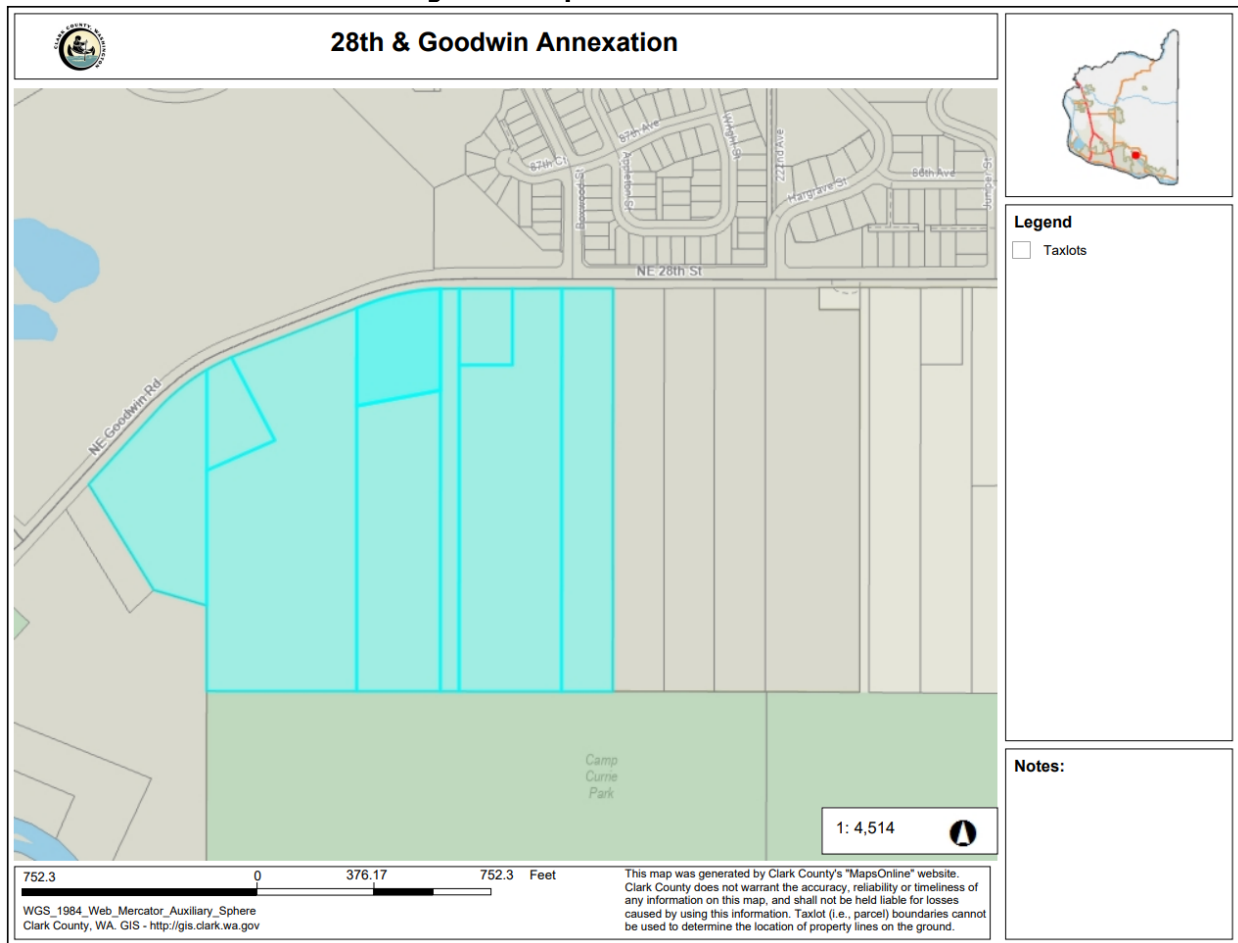 28th & Goodwin Annexation
CLARK COUNTY, WASHINGTON
87th Ave
Wright St
222nd Ave
87th Ct
Appleton St
Boxwood St
Hargrave St
86th Ave
Juniper St
NE 28th St
NE Goodwin Rd
Camp
Currie
Park
1: 4,514
Legend
Taxlots
Notes:
752.3 0 376.17 752.3 Feet
WGS_1984_Web_Mercator_Auxiliary_Sphere
Clark County, WA. GIS - http://gis.clark.wa.gov
This map was generated by Clark County's "MapsOnline" website.
Clark County does not warrant the accuracy, reliability or timeliness of
any information on this map, and shall not be held liable for losses
caused by using this information. Taxlot (i.e., parcel) boundaries cannot
be used to determine the location of property lines on the ground.